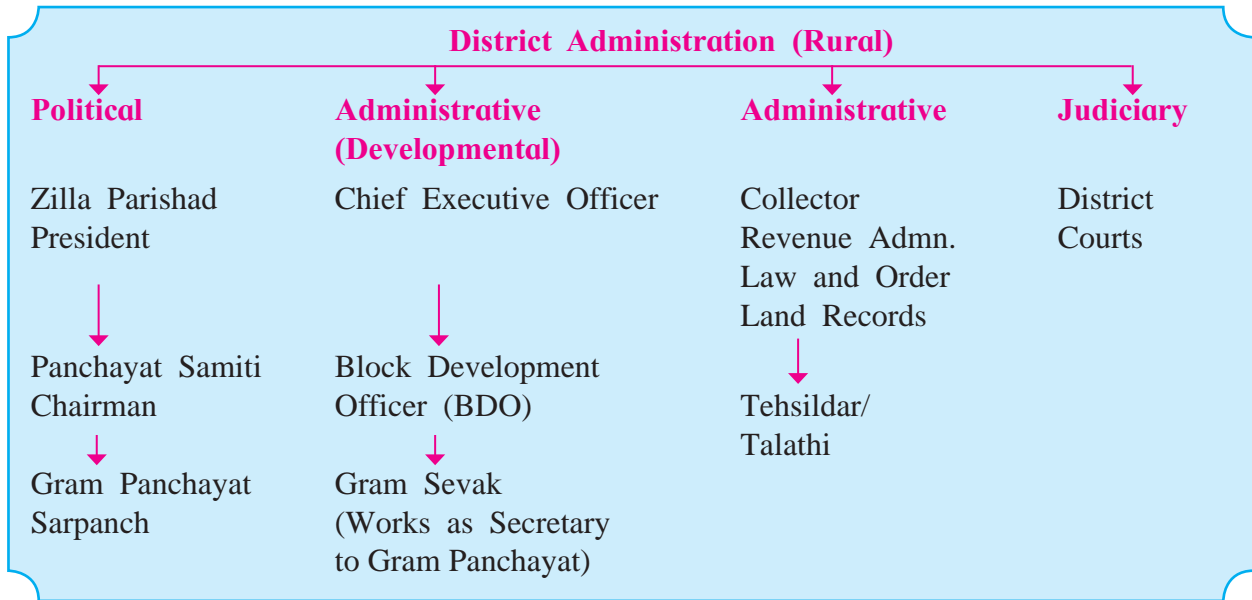 District Administration (Rural)
Political
Administrative
(Developmental)
Administrative
Judiciary
Zilla Parishad
President
Chief Executive Officer
Collector
Revenue Admn.
Law and Order
Land Records
District
Courts
Panchayat Samiti
Chairman
Block Development
Officer (BDO)
Tehsildar/
Talathi
Gram Panchayat
Sarpanch
Gram Sevak
(Works as Secretary
to Gram Panchayat)